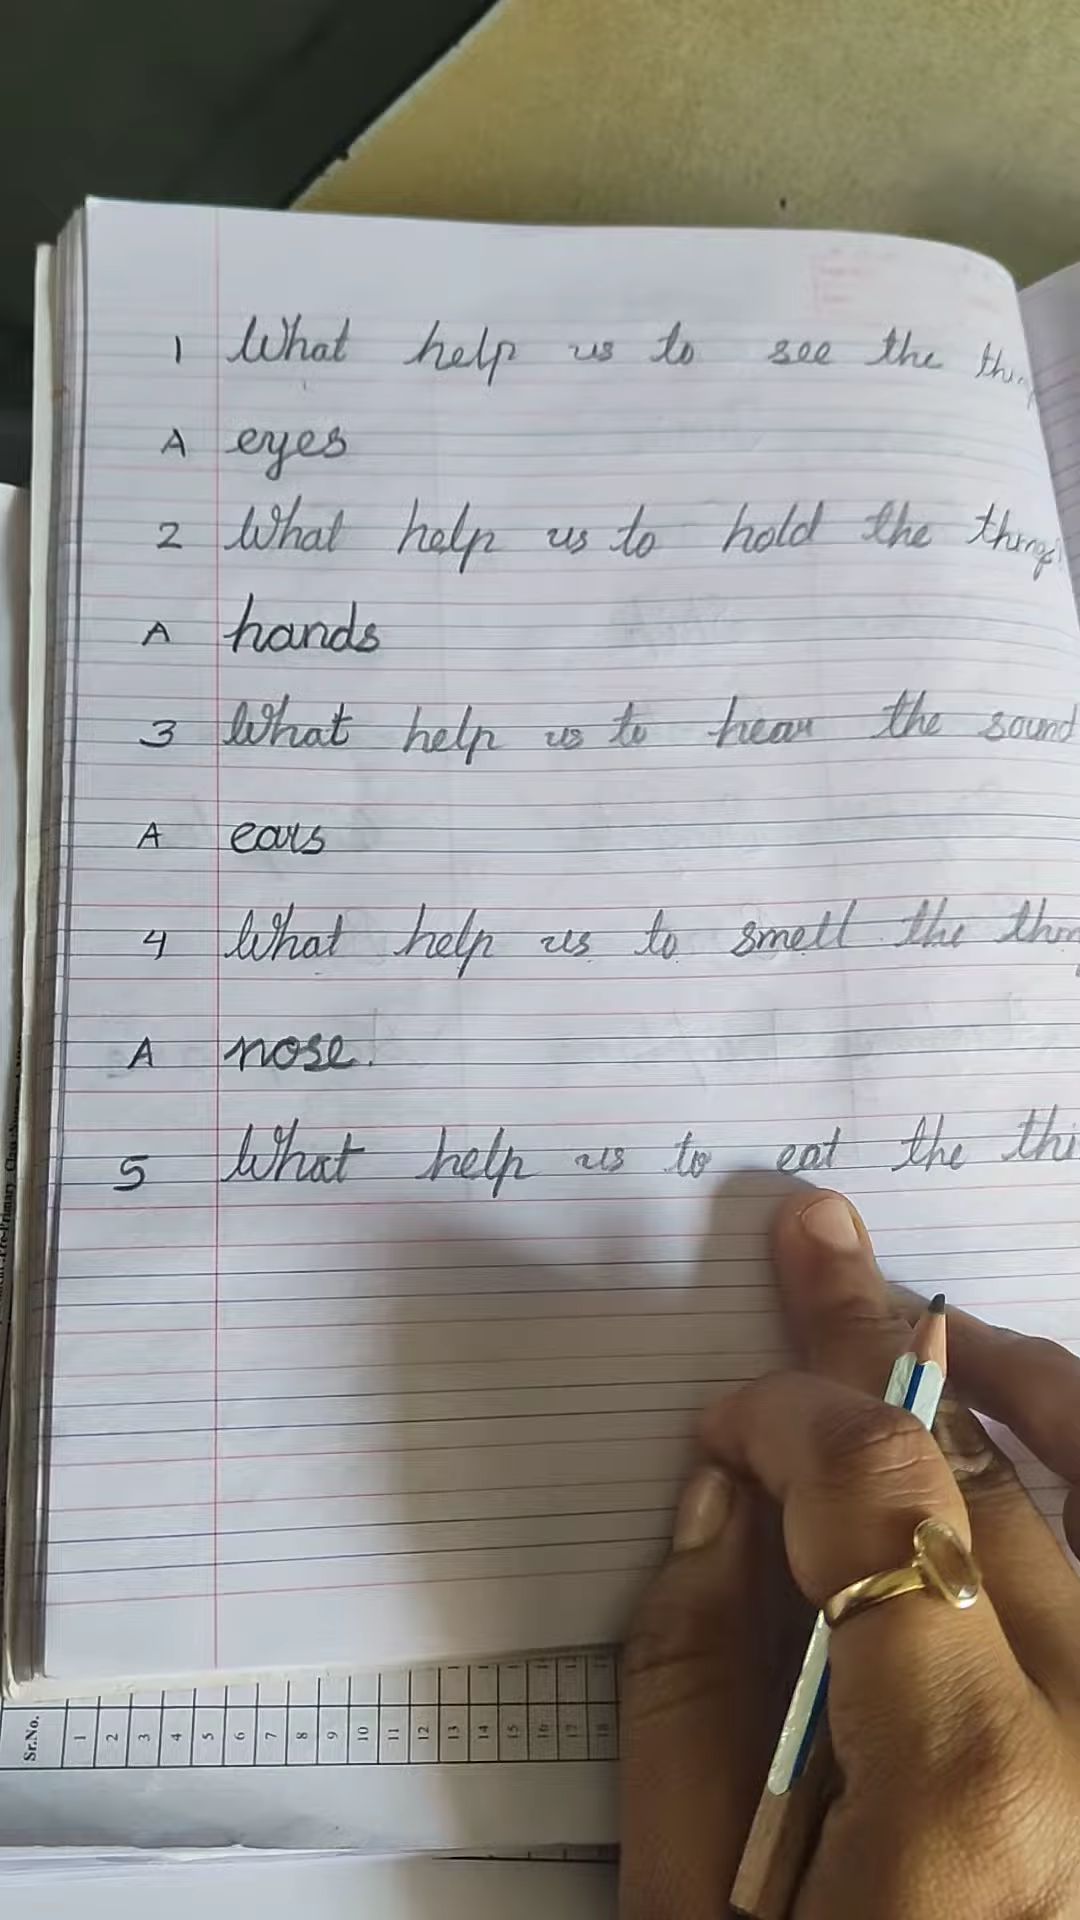 1 What help us to see the
A eyes
2 What help us to hold the things
A hands
3 What help us to hear the sound
A ears
4 What help us to smell the
A nose.
5 What help us to eat the
Sr.No. 1 2 3 4 5 6 7 8 9 10 11 12 13 14 15 16 17 18